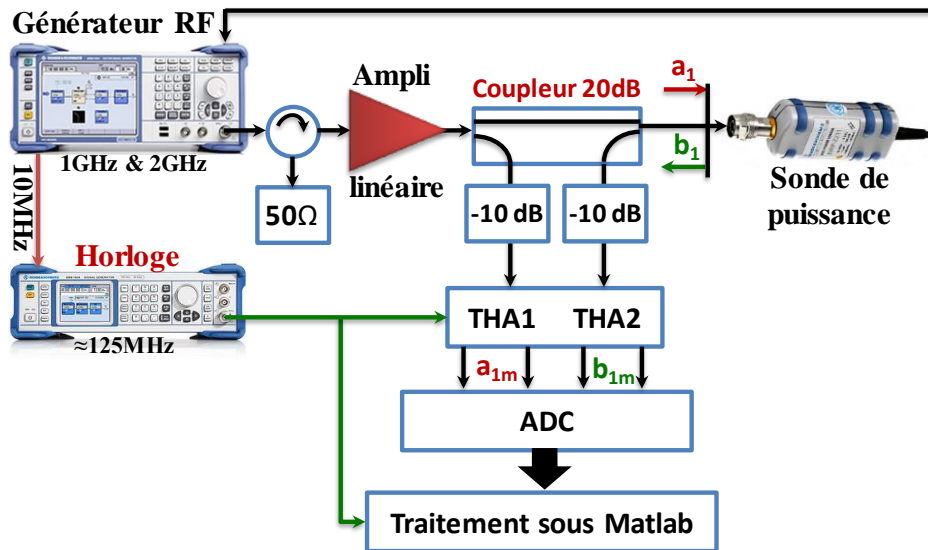 Générateur RF
1GHz & 2GHz
10MHz
Horloge
≈125MHz
50Ω
Ampli
linéaire
Coupleur 20dB
a1
b1
Sonde de
puissance
-10 dB
-10 dB
THA1
THA2
a1m
b1m
ADC
Traitement sous Matlab